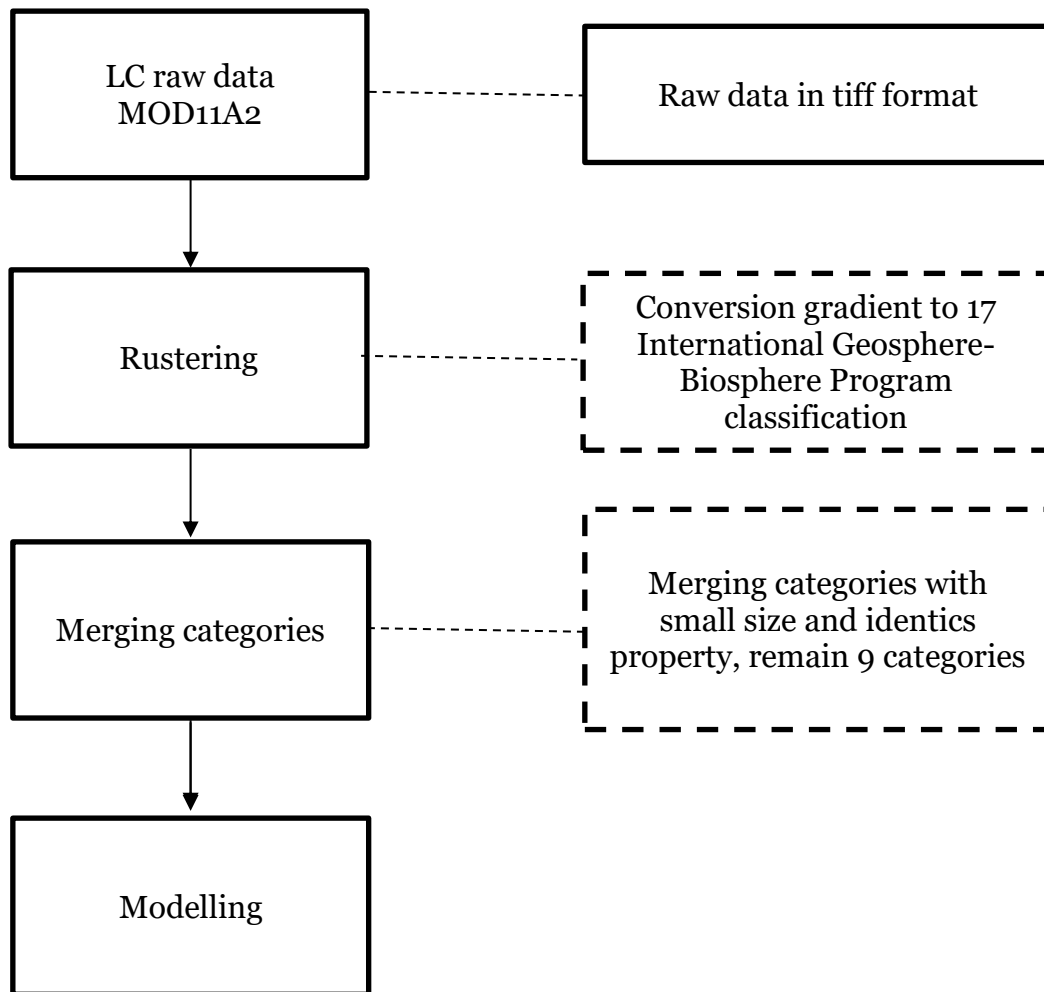 LC raw data
MOD11A2
Raw data in tiff format
Rustering
Conversion gradient to 17
International Geosphere-
Biosphere Program
classification
Merging categories
Merging categories with
small size and identics
property, remain 9 categories
Modelling